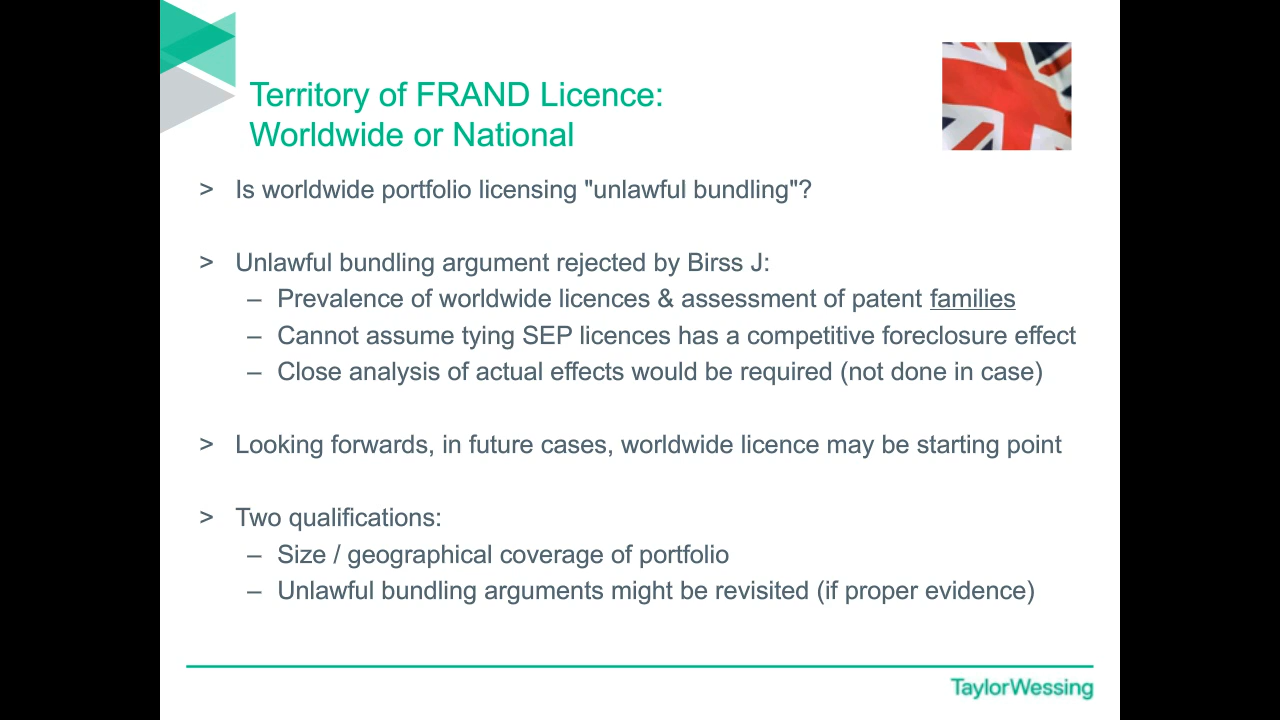 Territory of FRAND Licence:
Worldwide or National
> Is worldwide portfolio licensing "unlawful bundling"?
> Unlawful bundling argument rejected by Birss J:
– Prevalence of worldwide licences & assessment of patent families
– Cannot assume tying SEP licences has a competitive foreclosure effect
– Close analysis of actual effects would be required (not done in case)
> Looking forwards, in future cases, worldwide licence may be starting point
> Two qualifications:
– Size / geographical coverage of portfolio
– Unlawful bundling arguments might be revisited (if proper evidence)
TaylorWessing